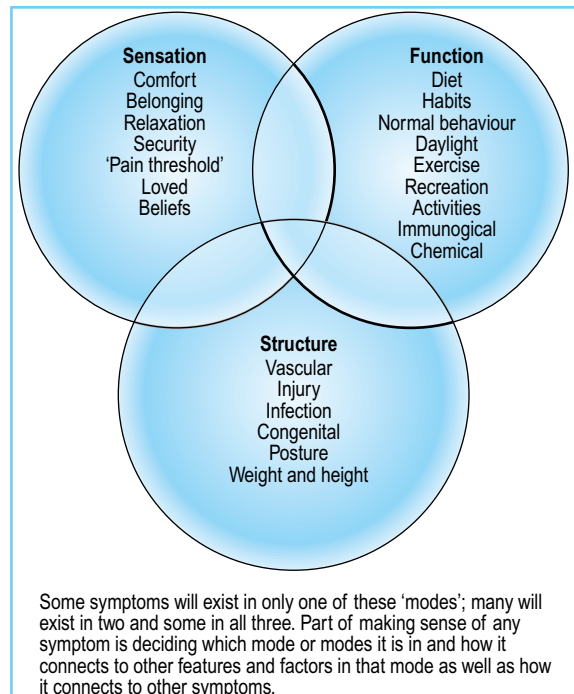 Sensation
Comfort
Belonging
Relaxation
Security
‘Pain threshold’
Loved
Beliefs
Function
Diet
Habits
Normal behaviour
Daylight
Exercise
Recreation
Activities
Immunogical
Chemical
Structure
Vascular
Injury
Infection
Congenital
Posture
Weight and height
Some symptoms will exist in only one of these ‘modes’; many will
exist in two and some in all three. Part of making sense of any
symptom is deciding which mode or modes it is in and how it
connects to other features and factors in that mode as well as how
it connects to other symptoms.